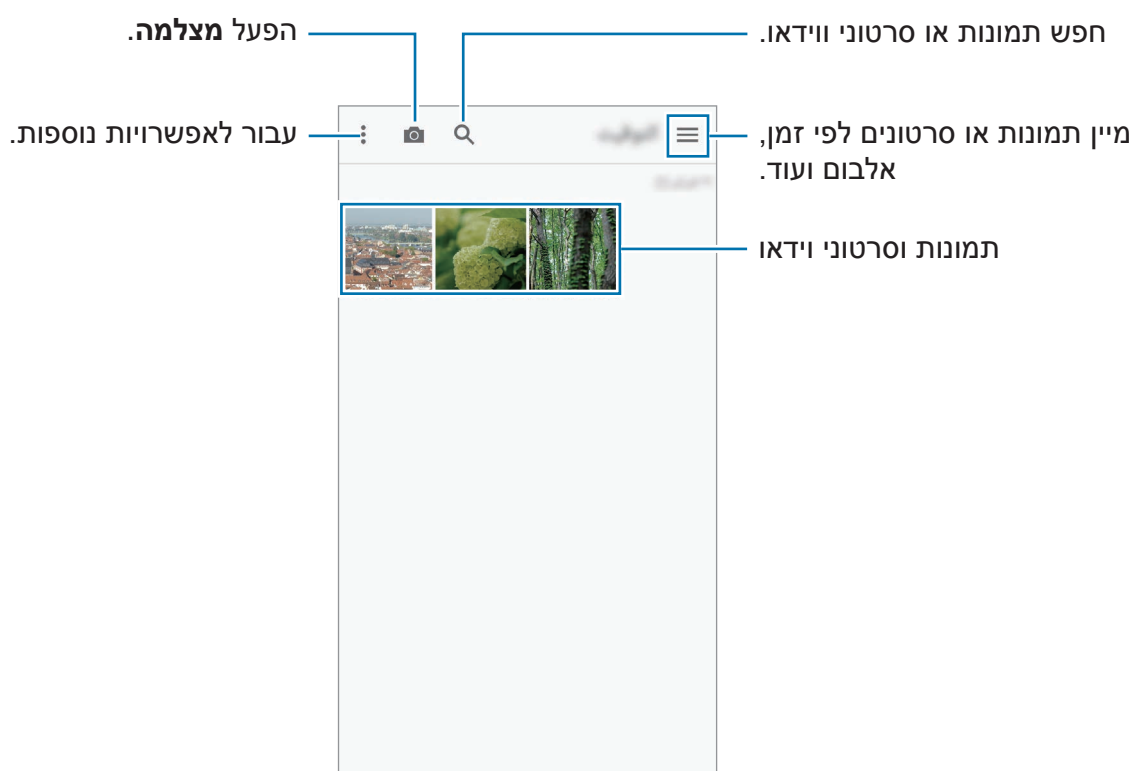 חפש תמונות או סרטוני ווידאו.
הפעל מצלמה.
מיין תמונות או סרטונים לפי זמן,
אלבום ועוד.
עבור לאפשרויות נוספות.
תמונות וסרטוני וידאו